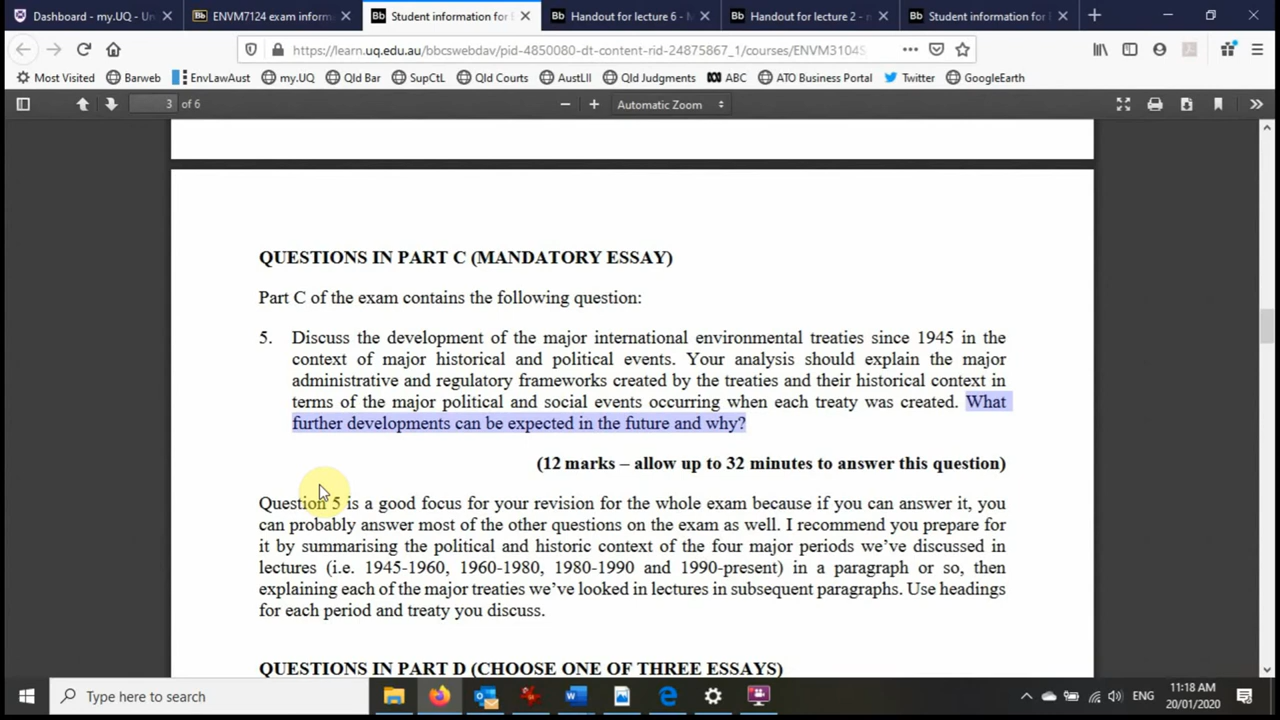 Dashboard - my.UQ - Un
ENVM7124 exam inform
Student information for E
Handout for lecture 6 - M
Handout for lecture 2 - n
Student information for
https://learn.uq.edu.au/bbcswebdav/pid-4850080-dt-content-rid-24875867_1/courses/ENVM3104S
Most Visited Barweb EnvLawAust my.UQ Qld Bar SupCtL Qld Courts AustLII Qld Judgments ABC ATO Business Portal Twitter GoogleEarth
3 of 6 Automatic Zoom
QUESTIONS IN PART C (MANDATORY ESSAY)
Part C of the exam contains the following question:
5. Discuss the development of the major international environmental treaties since 1945 in the
context of major historical and political events. Your analysis should explain the major
administrative and regulatory frameworks created by the treaties and their historical context in
terms of the major political and social events occurring when each treaty was created. What
further developments can be expected in the future and why?
(12 marks – allow up to 32 minutes to answer this question)
Question 5 is a good focus for your revision for the whole exam because if you can answer it, you
can probably answer most of the other questions on the exam as well. I recommend you prepare for
it by summarising the political and historic context of the four major periods we've discussed in
lectures (i.e. 1945-1960, 1960-1980, 1980-1990 and 1990-present) in a paragraph or so, then
explaining each of the major treaties we've looked in lectures in subsequent paragraphs. Use headings
for each period and treaty you discuss.
QUESTIONS IN PART D (CHOOSE ONE OF THREE ESSAYS)
Type here to search
ENG
11:18 AM
20/01/2020